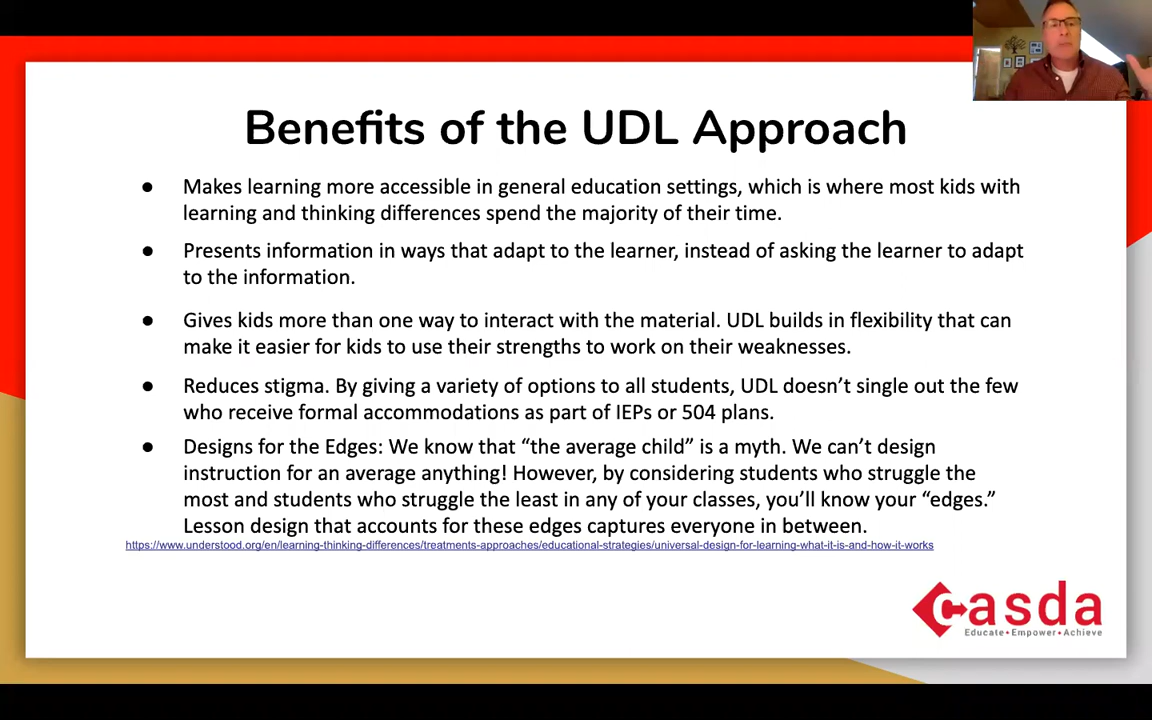 Benefits of the UDL Approach
● Makes learning more accessible in general education settings, which is where most kids with
learning and thinking differences spend the majority of their time.
● Presents information in ways that adapt to the learner, instead of asking the learner to adapt
to the information.
● Gives kids more than one way to interact with the material. UDL builds in flexibility that can
make it easier for kids to use their strengths to work on their weaknesses.
● Reduces stigma. By giving a variety of options to all students, UDL doesn’t single out the few
who receive formal accommodations as part of IEPs or 504 plans.
● Designs for the Edges: We know that “the average child” is a myth. We can’t design
instruction for an average anything! However, by considering students who struggle the
most and students who struggle the least in any of your classes, you’ll know your “edges.”
Lesson design that accounts for these edges captures everyone in between.
https://www.understood.org/en/learning-thinking-differences/treatments-approaches/educational-strategies/universal-design-for-learning-what-it-is-and-how-it-works
casda
Educate•Empower•Achieve